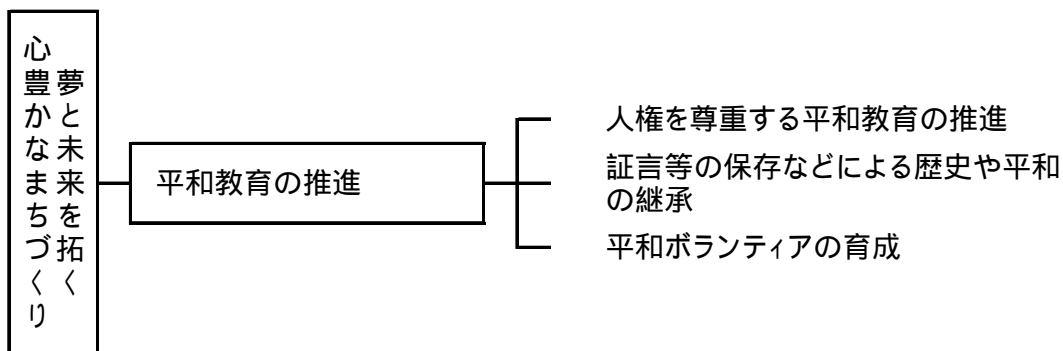 夢と未来を拓く
心豊かなまちづくり
平和教育の推進
人権を尊重する平和教育の推進
証言等の保存などによる歴史や平和
の継承
平和ボランティアの育成